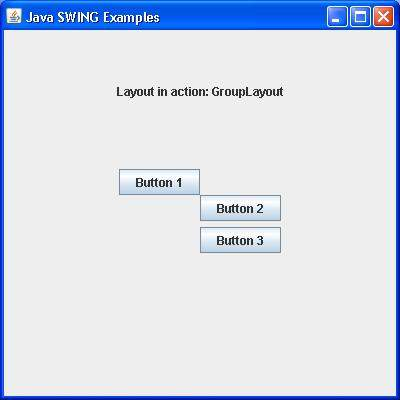 Java SWING Examples
Layout in action: GroupLayout
Button 1
Button 2
Button 3